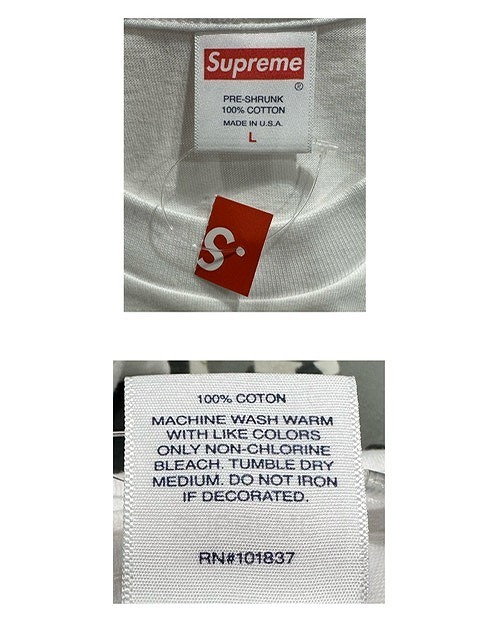 Supreme
®
PRE-SHRUNK
100% COTTON
MADE IN U.S.A.
L
S.
100% COTON
MACHINE WASH WARM
WITH LIKE COLORS
ONLY NON-CHLORINE
BLEACH. TUMBLE DRY
MEDIUM. DO NOT IRON
IF DECORATED.
RN#101837